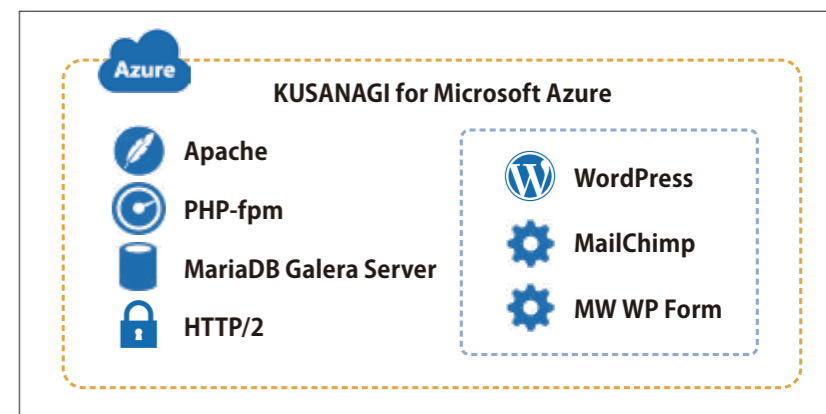 Azure
KUSANAGI for Microsoft Azure
Apache
PHP-fpm
MariaDB Galera Server
HTTP/2
WordPress
MailChimp
MW WP Form